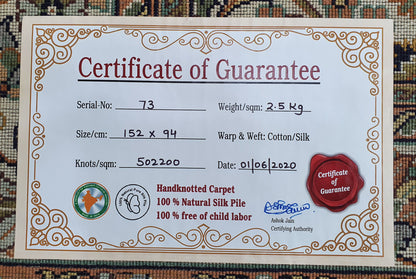 Certificate of Guarantee
Serial-No: 73
Weight/sqm: 2.5 Kg
Size/cm: 152 x 94
Warp & Weft: Cotton/Silk
Knots/sqm: 502200
Date: 01/06/2020
Handknotted Carpet
100 % Natural Silk Pile
100 % free of child labor
Certificate
of
Guarantee
Ashok Jain
Certifying Authority